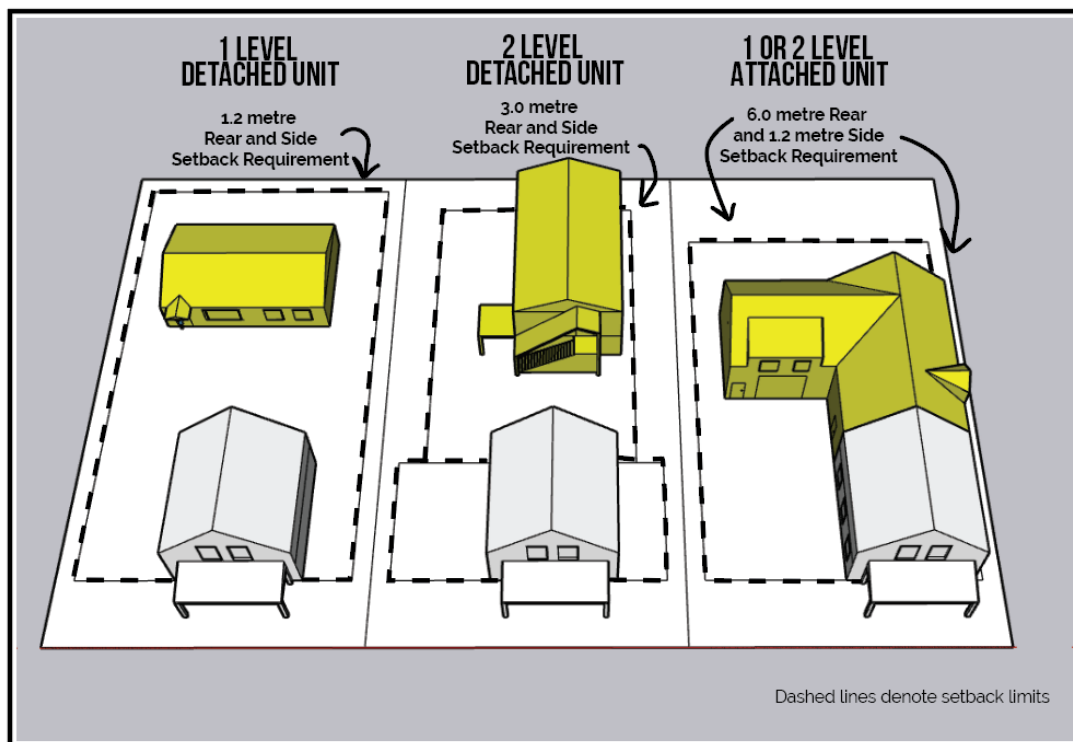 1 LEVEL
DETACHED UNIT
1.2 metre
Rear and Side
Setback Requirement
2 LEVEL
DETACHED UNIT
3.0 metre
Rear and Side
Setback Requirement
1 OR 2 LEVEL
ATTACHED UNIT
6.0 metre Rear
and 1.2 metre Side
Setback Requirement
Dashed lines denote setback limits